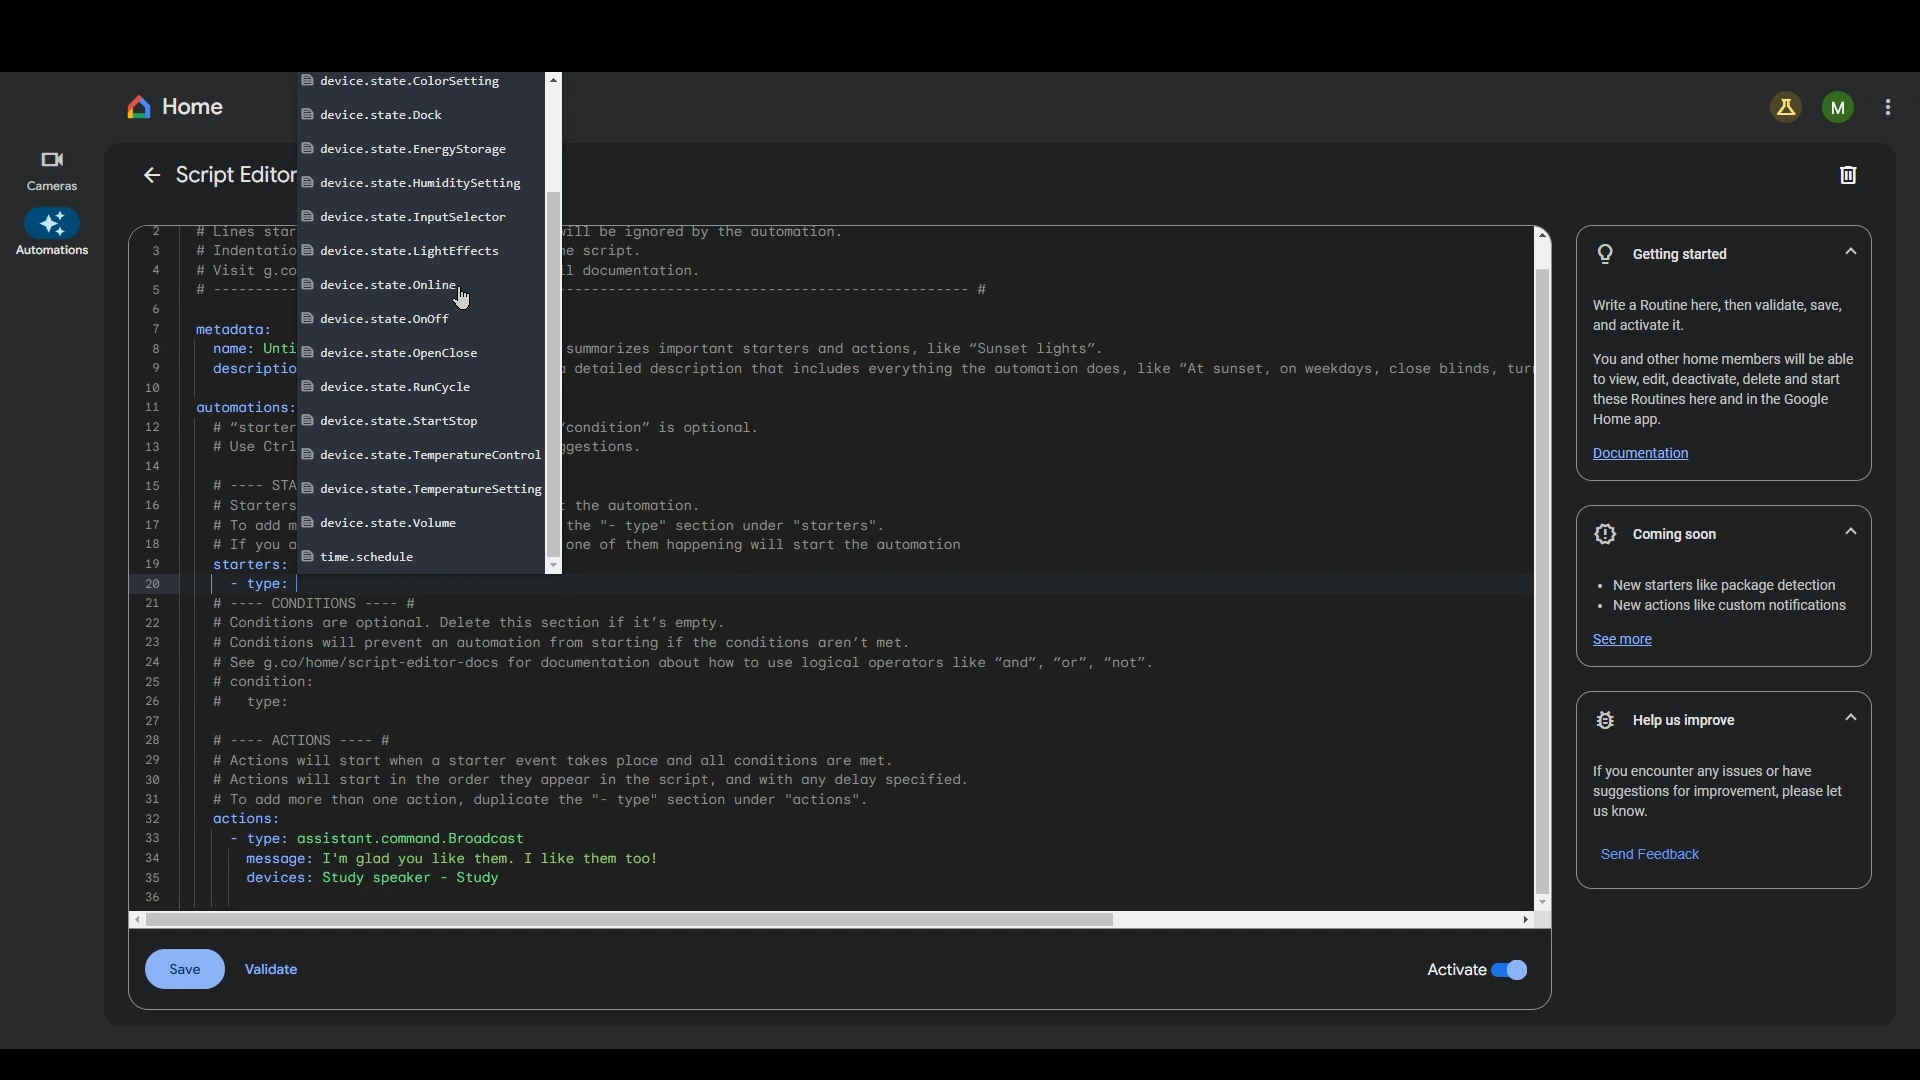 Home
M
Cameras
Automations
Script Editor
device.state.ColorSetting
device.state.Dock
device.state.EnergyStorage
device.state.HumiditySetting
device.state.InputSelector
device.state.LightEffects
device.state.Online
device.state.OnOff
device.state.OpenClose
device.state.RunCycle
device.state.StartStop
device.state.TemperatureControl
device.state.TemperatureSetting
device.state.Volume
time.schedule
2 # Lines star will be ignored by the automation.
3 # Indentatio he script.
4 # Visit g.co ll documentation.
5 # ---------- ------------------------------------------------ #
6
7 metadata:
8 name: Unti summarizes important starters and actions, like “Sunset lights”.
9 descriptio detailed description that includes everything the automation does, like “At sunset, on weekdays, close blinds, tur
10
11 automations:
12 # “starter “condition” is optional.
13 # Use Ctrl ggestions.
14
15 # ---- STA
16 # Starters t the automation.
17 # To add m the "- type" section under "starters".
18 # If you a one of them happening will start the automation
19 starters:
20 - type:
21 # ---- CONDITIONS ---- #
22 # Conditions are optional. Delete this section if it’s empty.
23 # Conditions will prevent an automation from starting if the conditions aren’t met.
24 # See g.co/home/script-editor-docs for documentation about how to use logical operators like “and”, “or”, “not”.
25 # condition:
26 #   type:
27
28 # ---- ACTIONS ---- #
29 # Actions will start when a starter event takes place and all conditions are met.
30 # Actions will start in the order they appear in the script, and with any delay specified.
31 # To add more than one action, duplicate the "- type" section under "actions".
32 actions:
33 - type: assistant.command.Broadcast
34 message: I'm glad you like them. I like them too!
35 devices: Study speaker - Study
36
Save
Validate
Activate
Getting started
Write a Routine here, then validate, save,
and activate it.
You and other home members will be able
to view, edit, deactivate, delete and start
these Routines here and in the Google
Home app.
Documentation
Coming soon
• New starters like package detection
• New actions like custom notifications
See more
Help us improve
If you encounter any issues or have
suggestions for improvement, please let
us know.
Send Feedback